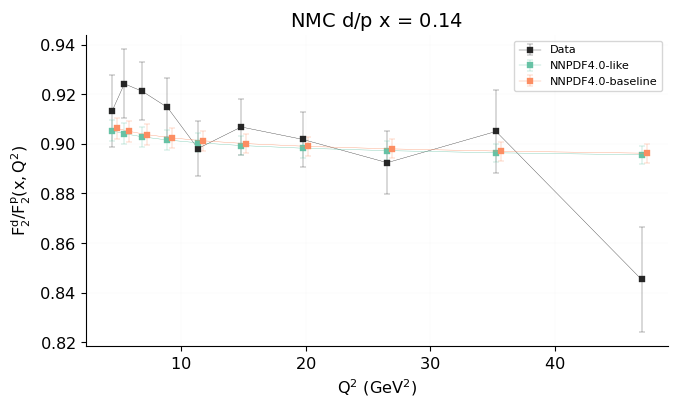 NMC d/p x = 0.14
Data
NNPDF4.0-like
NNPDF4.0-baseline
F₂ᵈ/F₂ᵖ(x, Q²)
0.94
0.92
0.90
0.88
0.86
0.84
0.82
10
20
30
40
Q² (GeV²)